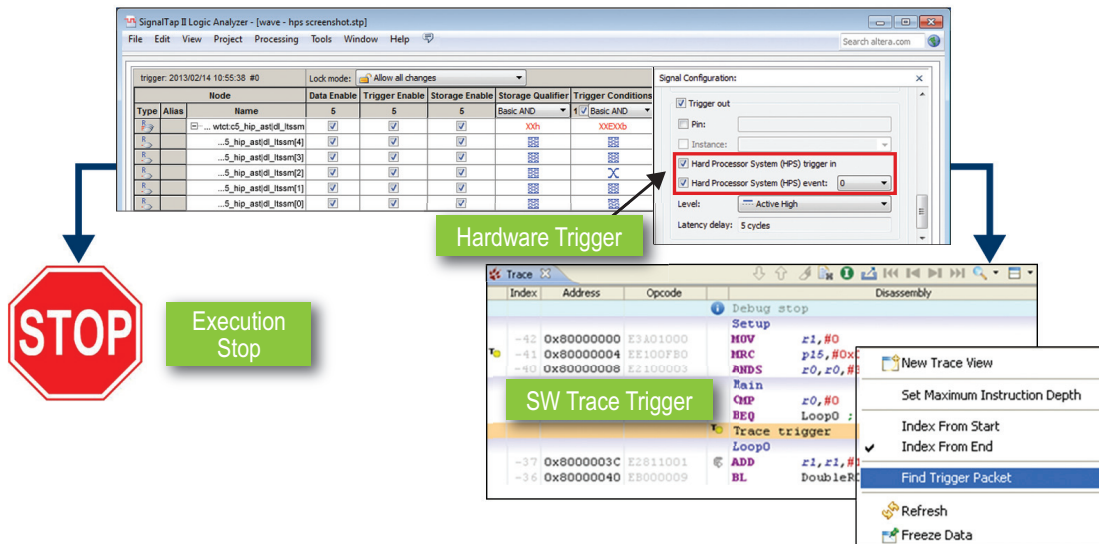 SignalTap II Logic Analyzer - [wave - hps screenshot.stp]
File Edit View Project Processing Tools Window Help
Search altera.com
trigger: 2013/02/14 10:55:38 #0
Lock mode: Allow all changes
Node Data Enable Trigger Enable Storage Enable Storage Qualifier Trigger Conditions
Type Alias Name 5 5 5 Basic AND 1 Basic AND
... wtct:c5_hip_ast|dl_ltssm XXh XXEXXb
...5_hip_ast|dl_ltssm[4]
...5_hip_ast|dl_ltssm[3]
...5_hip_ast|dl_ltssm[2]
...5_hip_ast|dl_ltssm[1]
...5_hip_ast|dl_ltssm[0]
Signal Configuration:
Trigger out
Pin:
Instance:
Hard Processor System (HPS) trigger in
Hard Processor System (HPS) event: 0
Level: Active High
Latency delay: 5 cycles
Hardware Trigger
STOP
Execution
Stop
Trace
Index Address Opcode Disassembly
Debug stop
Setup
-42 0x80000000 E3A01000 MOV r1,#0
-41 0x80000004 EE100FB0 MRC p15,#0x
-40 0x80000008 E2100003 ANDS r0,r0,#
Main
CMP r0,#0
BEQ Loop0 ;
SW Trace Trigger
Trace trigger
Loop0
-37 0x8000003C E2811001 ADD r1,r1,#
-36 0x80000040 EB000009 BL DoubleR
New Trace View
Set Maximum Instruction Depth
Index From Start
Index From End
Find Trigger Packet
Refresh
Freeze Data